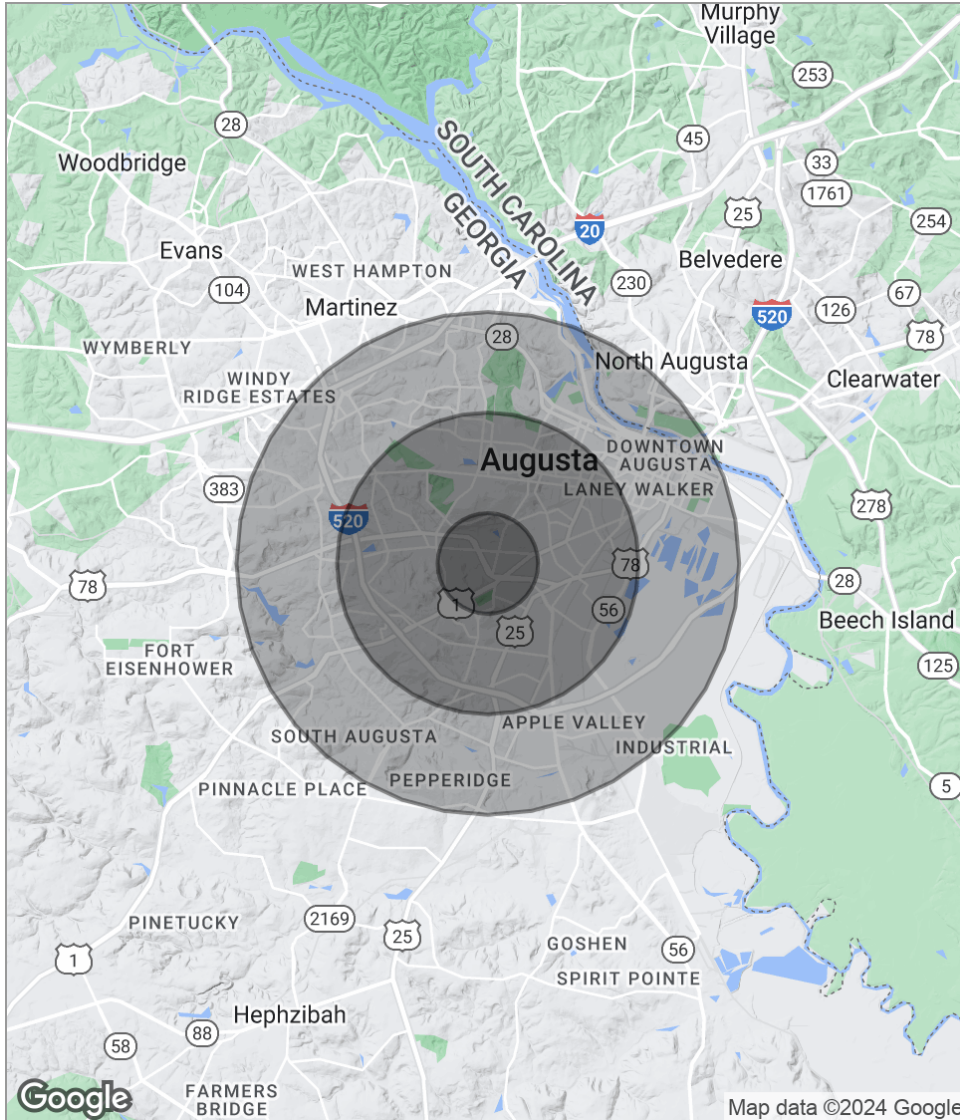 Murphy
Village
253
28
45
SOUTH CAROLINA
33
Woodbridge
1761
25
GEORGIA
254
20
Evans
Belvedere
WEST HAMPTON
230
104
67
Martinez
126
520
28
78
WYMBERLY
North Augusta
WINDY
RIDGE ESTATES
Clearwater
DOWNTOWN
AUGUSTA
Augusta
383
LANEY WALKER
278
520
78
78
28
1
56
Beech Island
25
FORT
EISENHOWER
125
APPLE VALLEY
SOUTH AUGUSTA
INDUSTRIAL
PEPPERIDGE
PINNACLE PLACE
5
2169
PINETUCKY
25
GOSHEN
56
1
SPIRIT POINTE
Hephzibah
88
58
FARMERS
BRIDGE
Google
Map data ©2024 Google